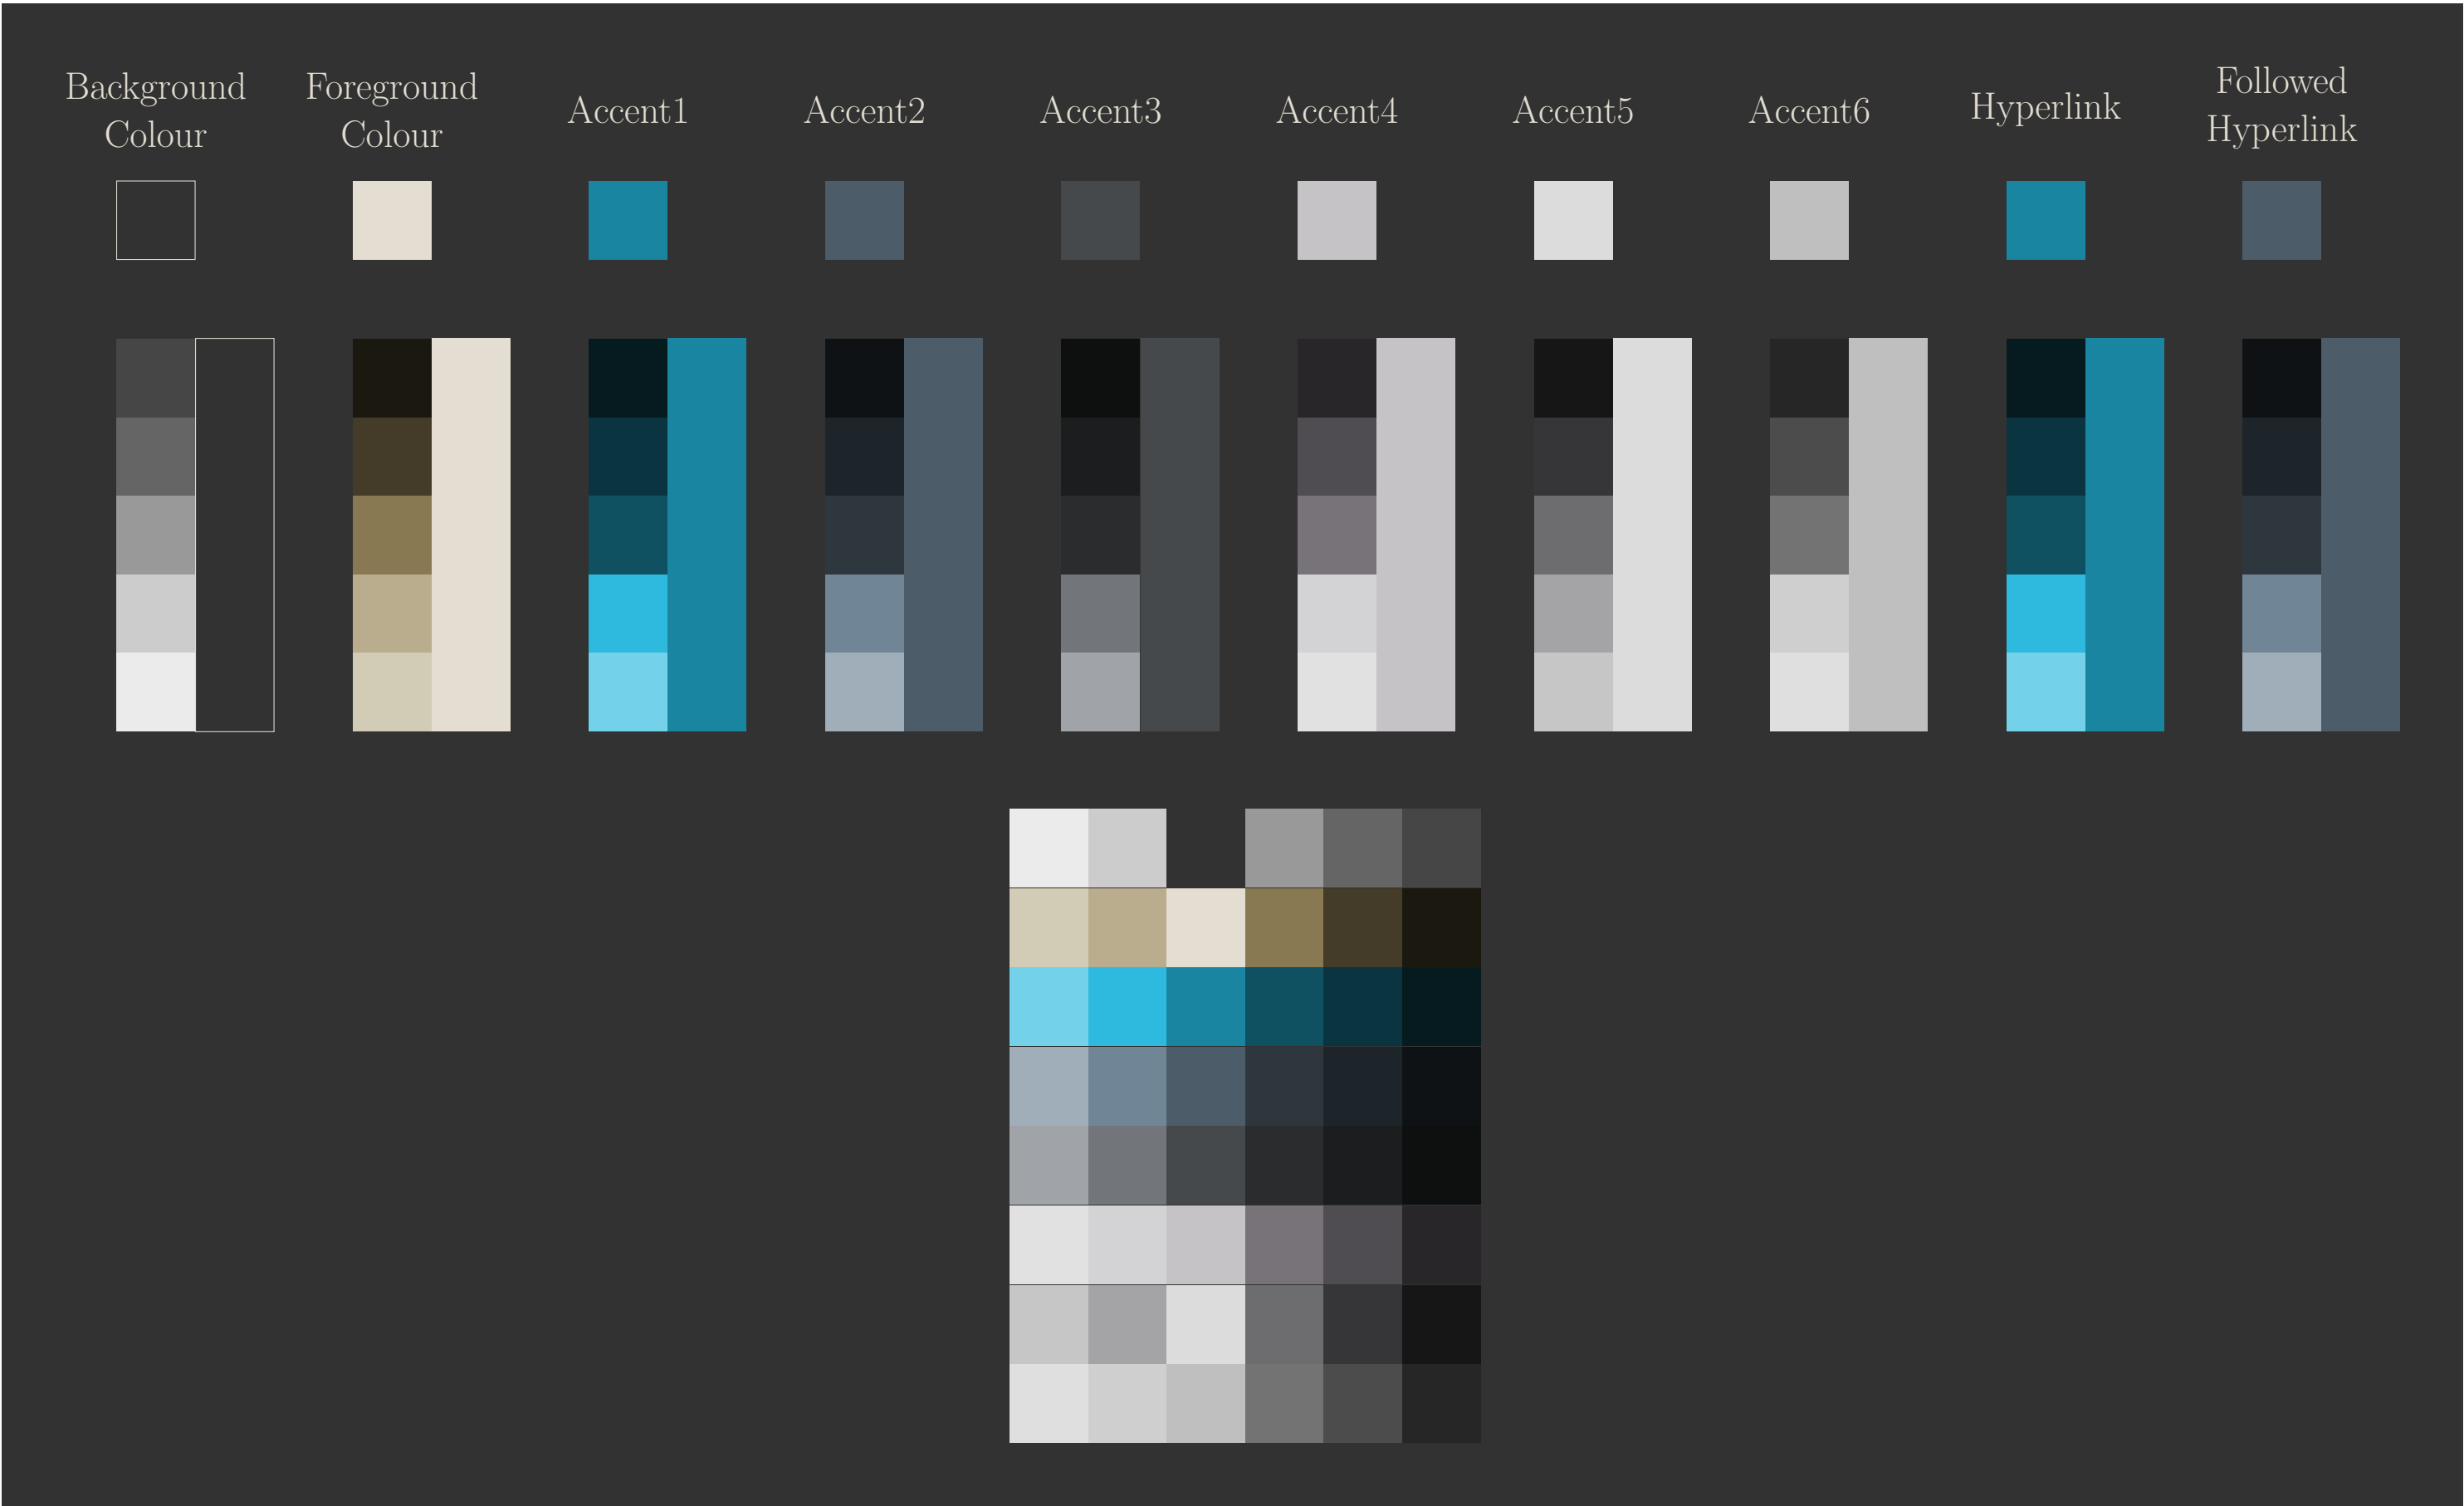 Background
Colour
Foreground
Colour
Accent1
Accent2
Accent3
Accent4
Accent5
Accent6
Hyperlink
Followed
Hyperlink